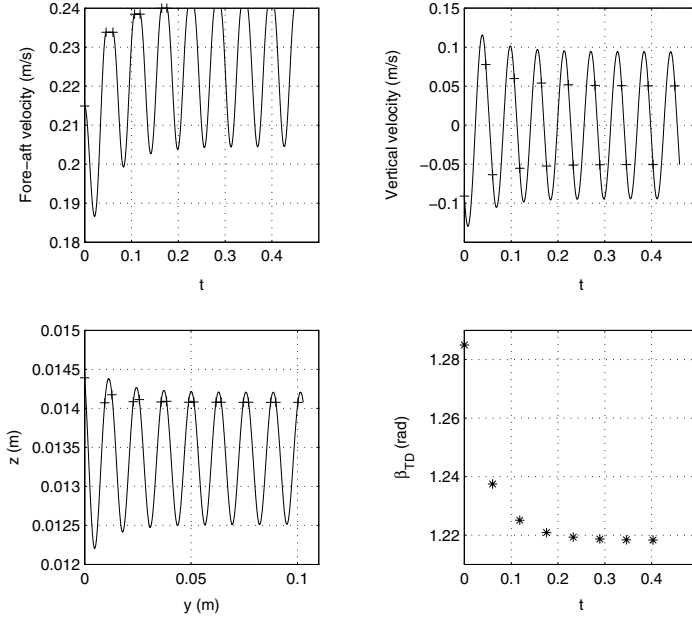 0.24
0.23
0.22
0.21
0.2
0.19
0.18
Fore−aft velocity (m/s)
0 0.1 0.2 0.3 0.4
t
0.15
0.1
0.05
0
−0.05
−0.1
Vertical velocity (m/s)
0 0.1 0.2 0.3 0.4
t
0.015
0.0145
0.014
0.0135
0.013
0.0125
0.012
z (m)
0 0.05 0.1
y (m)
1.28
1.26
1.24
1.22
β_TD (rad)
0 0.1 0.2 0.3 0.4
t